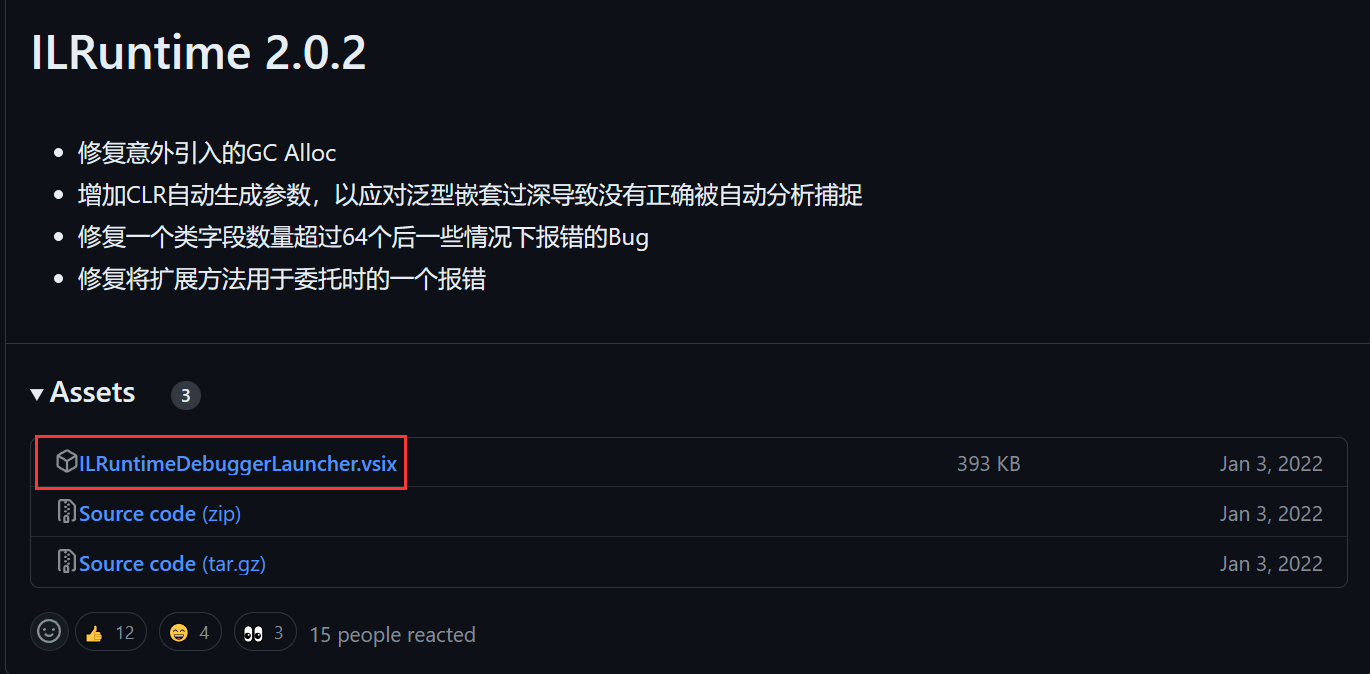 ILRuntime 2.0.2
修复意外引入的GC Alloc
增加CLR自动生成参数，以应对泛型嵌套过深导致没有正确被自动分析捕捉
修复一个类字段数量超过64个后一些情况下报错的Bug
修复将扩展方法用于委托时的一个报错
Assets 3
ILRuntimeDebuggerLauncher.vsix 393 KB Jan 3, 2022
Source code (zip) Jan 3, 2022
Source code (tar.gz) Jan 3, 2022
12 4 3 15 people reacted